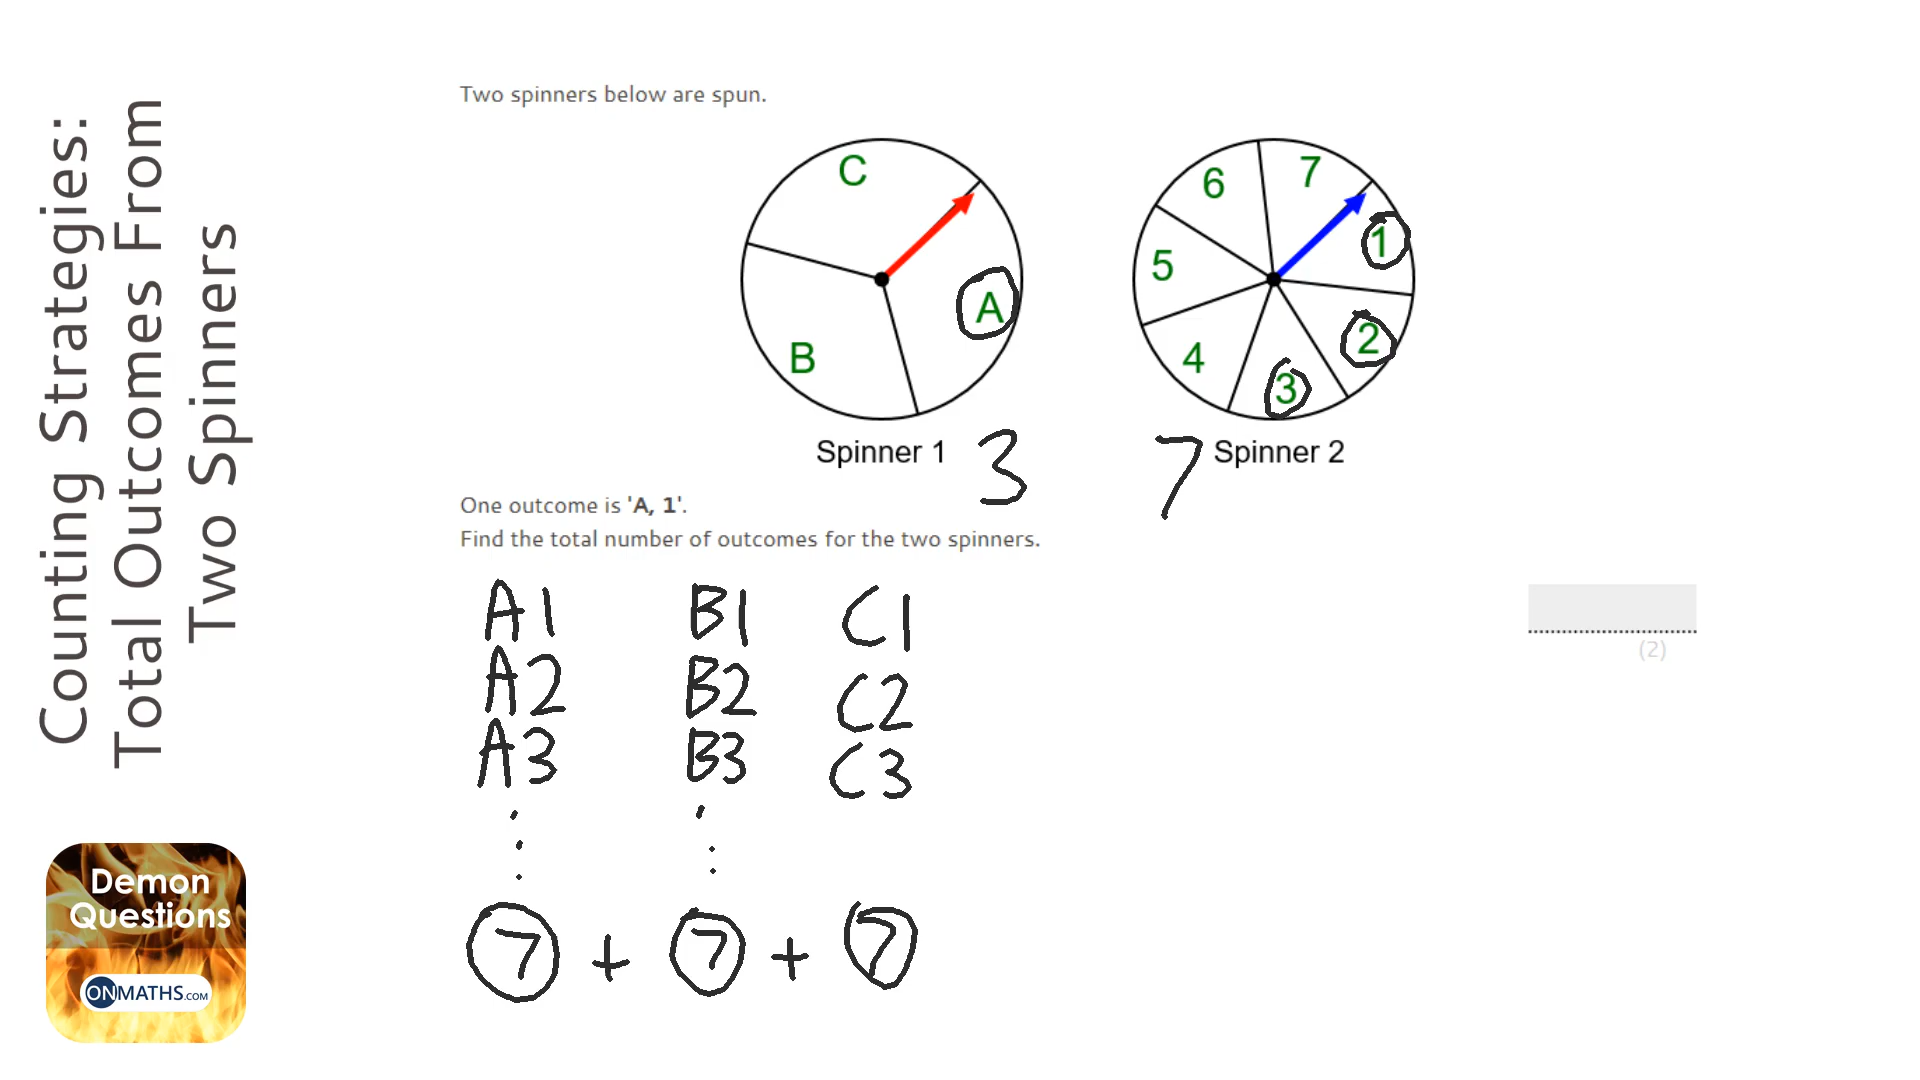 Counting Strategies:
Total Outcomes From
Two Spinners
Two spinners below are spun.
C
A
B
6
7
1
5
2
4
3
Spinner 1
3
7
Spinner 2
One outcome is 'A, 1'.
Find the total number of outcomes for the two spinners.
A1 B1 C1
A2 B2 C2
A3 B3 C3
7 + 7 + 7
(2)
Demon
Questions
ONMATHS.COM